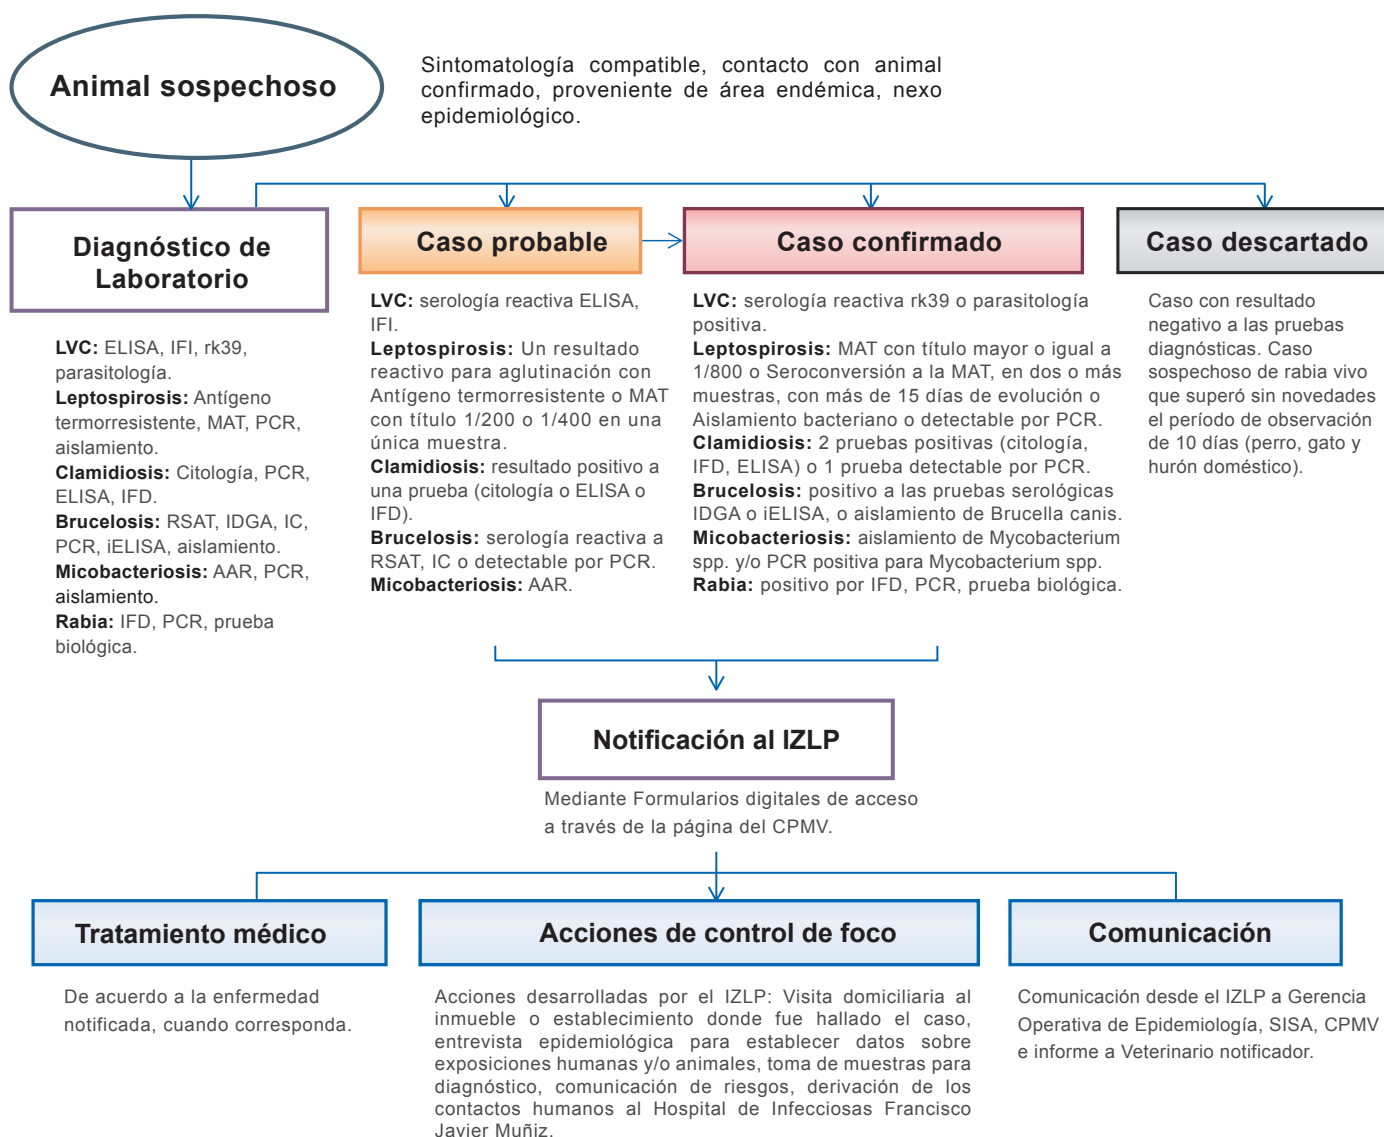 Animal sospechoso
Sintomatología compatible, contacto con animal
confirmado, proveniente de área endémica, nexo
epidemiológico.
Diagnóstico de
Laboratorio
LVC: ELISA, IFI, rk39,
parasitología.
Leptospirosis: Antígeno
termorresistente, MAT, PCR,
aislamiento.
Clamidiosis: Citología, PCR,
ELISA, IFD.
Brucelosis: RSAT, IDGA, IC,
PCR, iELISA, aislamiento.
Micobacteriosis: AAR, PCR,
aislamiento.
Rabia: IFD, PCR, prueba
biológica.
Caso probable
LVC: serología reactiva ELISA,
IFI.
Leptospirosis: Un resultado
reactivo para aglutinación con
Antígeno termorresistente o MAT
con título 1/200 o 1/400 en una
única muestra.
Clamidiosis: resultado positivo a
una prueba (citología o ELISA o
IFD).
Brucelosis: serología reactiva a
RSAT, IC o detectable por PCR.
Micobacteriosis: AAR.
Caso confirmado
LVC: serología reactiva rk39 o parasitología
positiva.
Leptospirosis: MAT con título mayor o igual a
1/800 o Seroconversión a la MAT, en dos o más
muestras, con más de 15 días de evolución o
Aislamiento bacteriano o detectable por PCR.
Clamidiosis: 2 pruebas positivas (citología,
IFD, ELISA) o 1 prueba detectable por PCR.
Brucelosis: positivo a las pruebas serológicas
IDGA o iELISA, o aislamiento de Brucella canis.
Micobacteriosis: aislamiento de Mycobacterium
spp. y/o PCR positiva para Mycobacterium spp.
Rabia: positivo por IFD, PCR, prueba biológica.
Caso descartado
Caso con resultado
negativo a las pruebas
diagnósticas. Caso
sospechoso de rabia vivo
que superó sin novedades
el período de observación
de 10 días (perro, gato y
hurón doméstico).
Notificación al IZLP
Mediante Formularios digitales de acceso
a través de la página del CPMV.
Tratamiento médico
De acuerdo a la enfermedad
notificada, cuando corresponda.
Acciones de control de foco
Acciones desarrolladas por el IZLP: Visita domiciliaria al
inmueble o establecimiento donde fue hallado el caso,
entrevista epidemiológica para establecer datos sobre
exposiciones humanas y/o animales, toma de muestras para
diagnóstico, comunicación de riesgos, derivación de los
contactos humanos al Hospital de Infecciosas Francisco
Javier Muñiz.
Comunicación
Comunicación desde el IZLP a Gerencia
Operativa de Epidemiología, SISA, CPMV
e informe a Veterinario notificador.